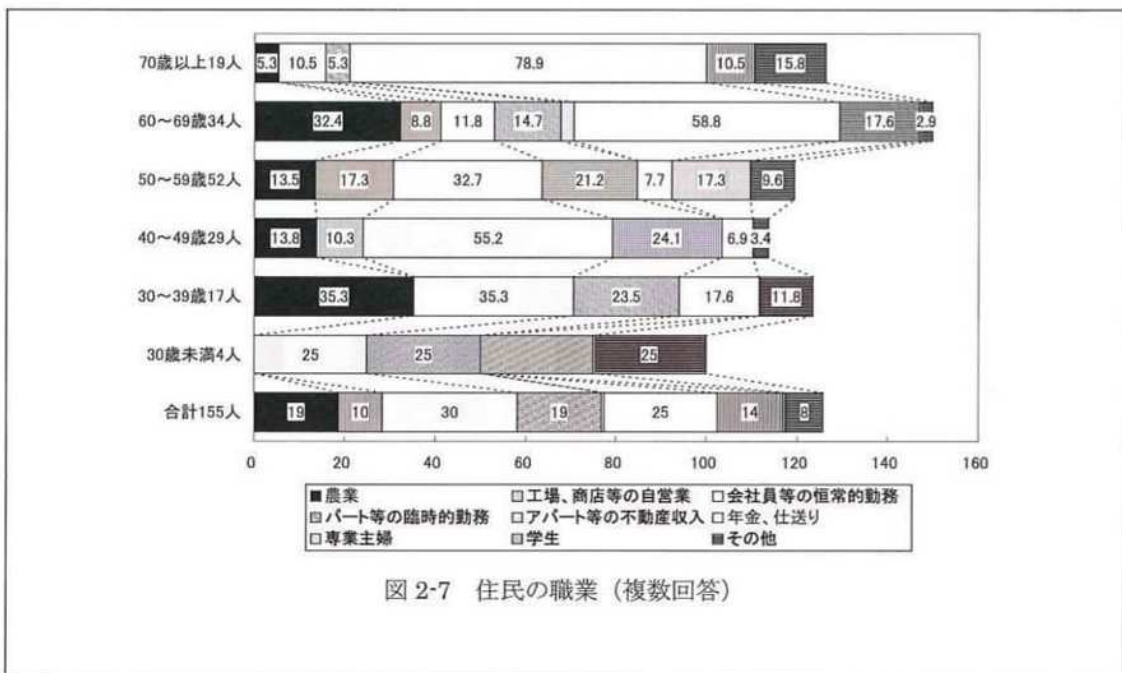 70歳以上19人 5.3 10.5 5.3 78.9 10.5 15.8
60～69歳34人 32.4 8.8 11.8 14.7 58.8 17.6 2.9
50～59歳52人 13.5 17.3 32.7 21.2 7.7 17.3 9.6
40～49歳29人 13.8 10.3 55.2 24.1 6.9 3.4
30～39歳17人 35.3 35.3 23.5 17.6 11.8
30歳未満4人 25 25 25
合計155人 19 10 30 19 25 14 8
0 20 40 60 80 100 120 140 160
農業 工場、商店等の自営業 会社員等の恒常的勤務
パート等の臨時的勤務 アパート等の不動産収入 年金、仕送り
専業主婦 学生 その他
図 2-7 住民の職業（複数回答）